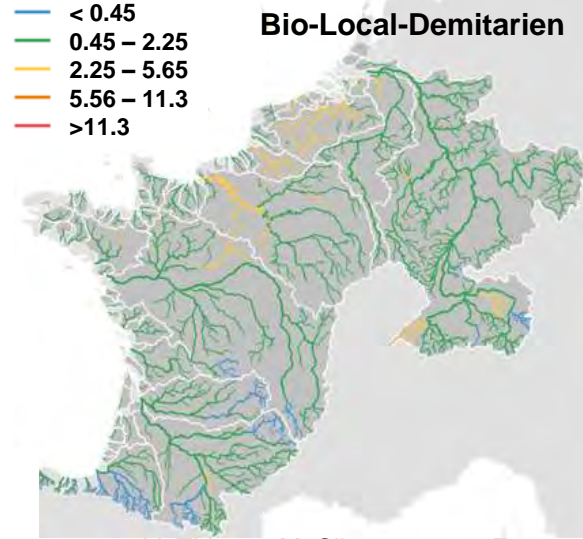 Bio-Local-Demitarien
< 0.45
0.45 – 2.25
2.25 – 5.65
5.56 – 11.3
>11.3